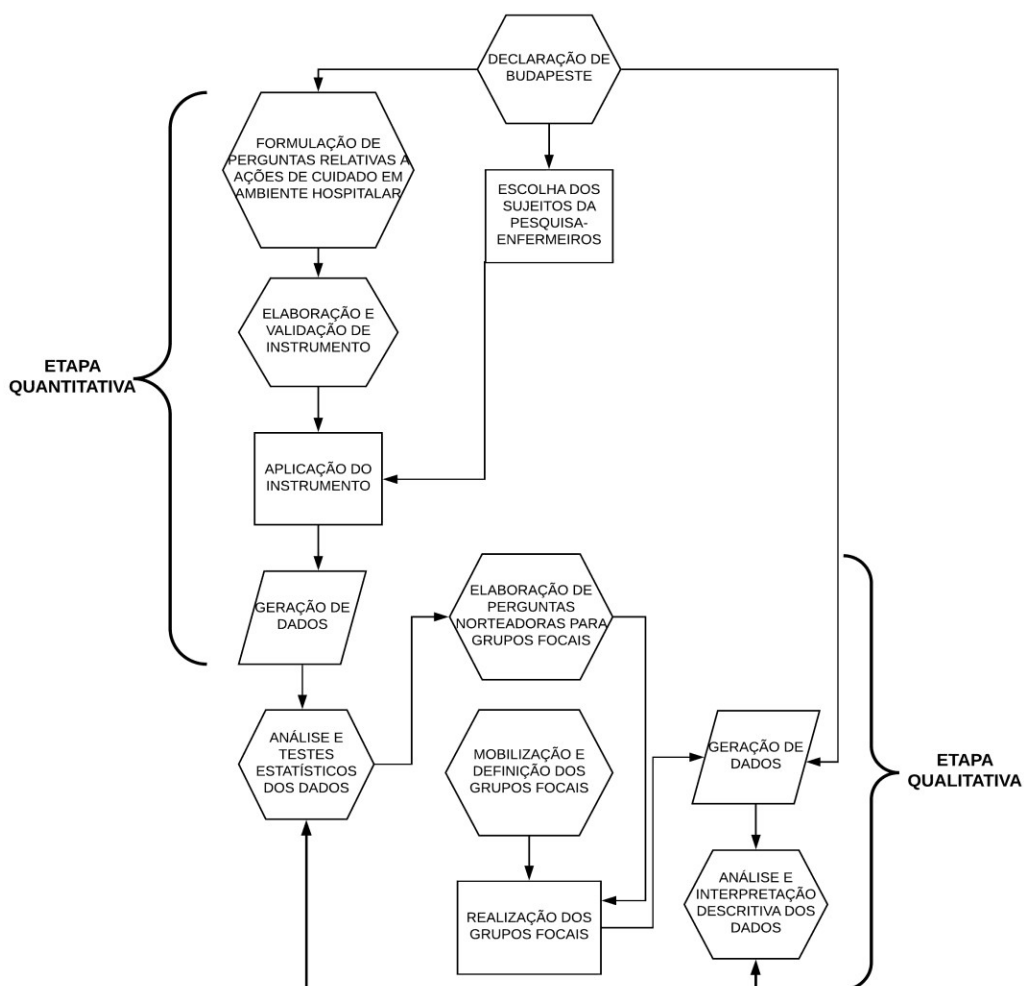 DECLARAÇÃO DE
BUDAPESTE
FORMULAÇÃO DE
PERGUNTAS RELATIVAS A
AÇÕES DE CUIDADO EM
AMBIENTE HOSPITALAR
ESCOLHA DOS
SUJEITOS DA
PESQUISA-
ENFERMEIROS
ELABORAÇÃO E
VALIDAÇÃO DE
INSTRUMENTO
ETAPA
QUANTITATIVA
APLICAÇÃO DO
INSTRUMENTO
GERAÇÃO DE
DADOS
ELABORAÇÃO DE
PERGUNTAS
NORTEADORAS PARA
GRUPOS FOCAIS
ANÁLISE E
TESTES
ESTATÍSTICOS
DOS DADOS
MOBILIZAÇÃO E
DEFINIÇÃO DOS
GRUPOS FOCAIS
GERAÇÃO DE
DADOS
ETAPA
QUALITATIVA
REALIZAÇÃO DOS
GRUPOS FOCAIS
ANÁLISE E
INTERPRETAÇÃO
DESCRITIVA DOS
DADOS